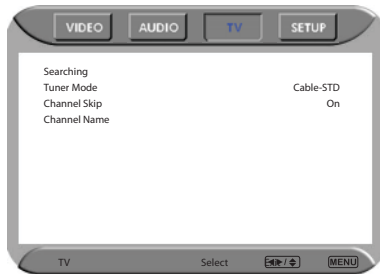 VIDEO AUDIO TV SETUP
Searching
Tuner Mode Cable-STD
Channel Skip On
Channel Name
TV Select MENU